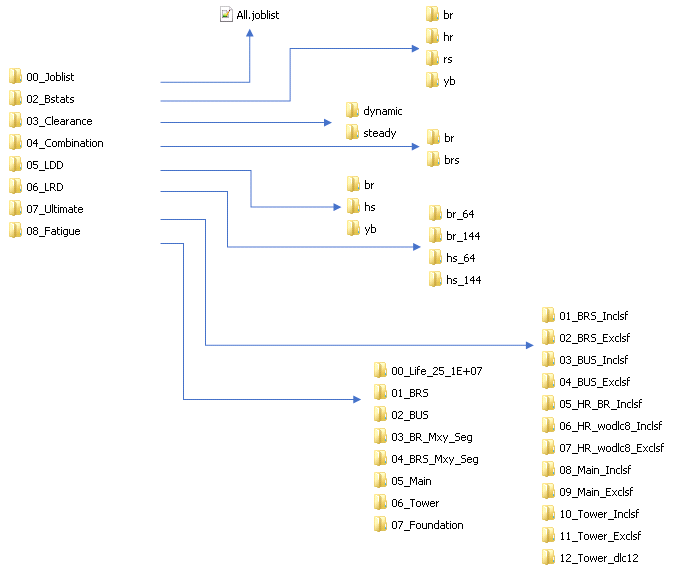 All.joblist
00_Joblist
02_Bstats
03_Clearance
04_Combination
05_LDD
06_LRD
07_Ultimate
08_Fatigue
br
hr
rs
yb
dynamic
steady
br
brs
br
hs
yb
br_64
br_144
hs_64
hs_144
01_BRS_Inclsf
02_BRS_Exclsf
03_BUS_Inclsf
04_BUS_Exclsf
05_HR_BR_Inclsf
06_HR_wodlc8_Inclsf
07_HR_wodlc8_Exclsf
08_Main_Inclsf
09_Main_Exclsf
10_Tower_Inclsf
11_Tower_Exclsf
12_Tower_dlc12
00_Life_25_1E+07
01_BRS
02_BUS
03_BR_Mxy_Seg
04_BRS_Mxy_Seg
05_Main
06_Tower
07_Foundation